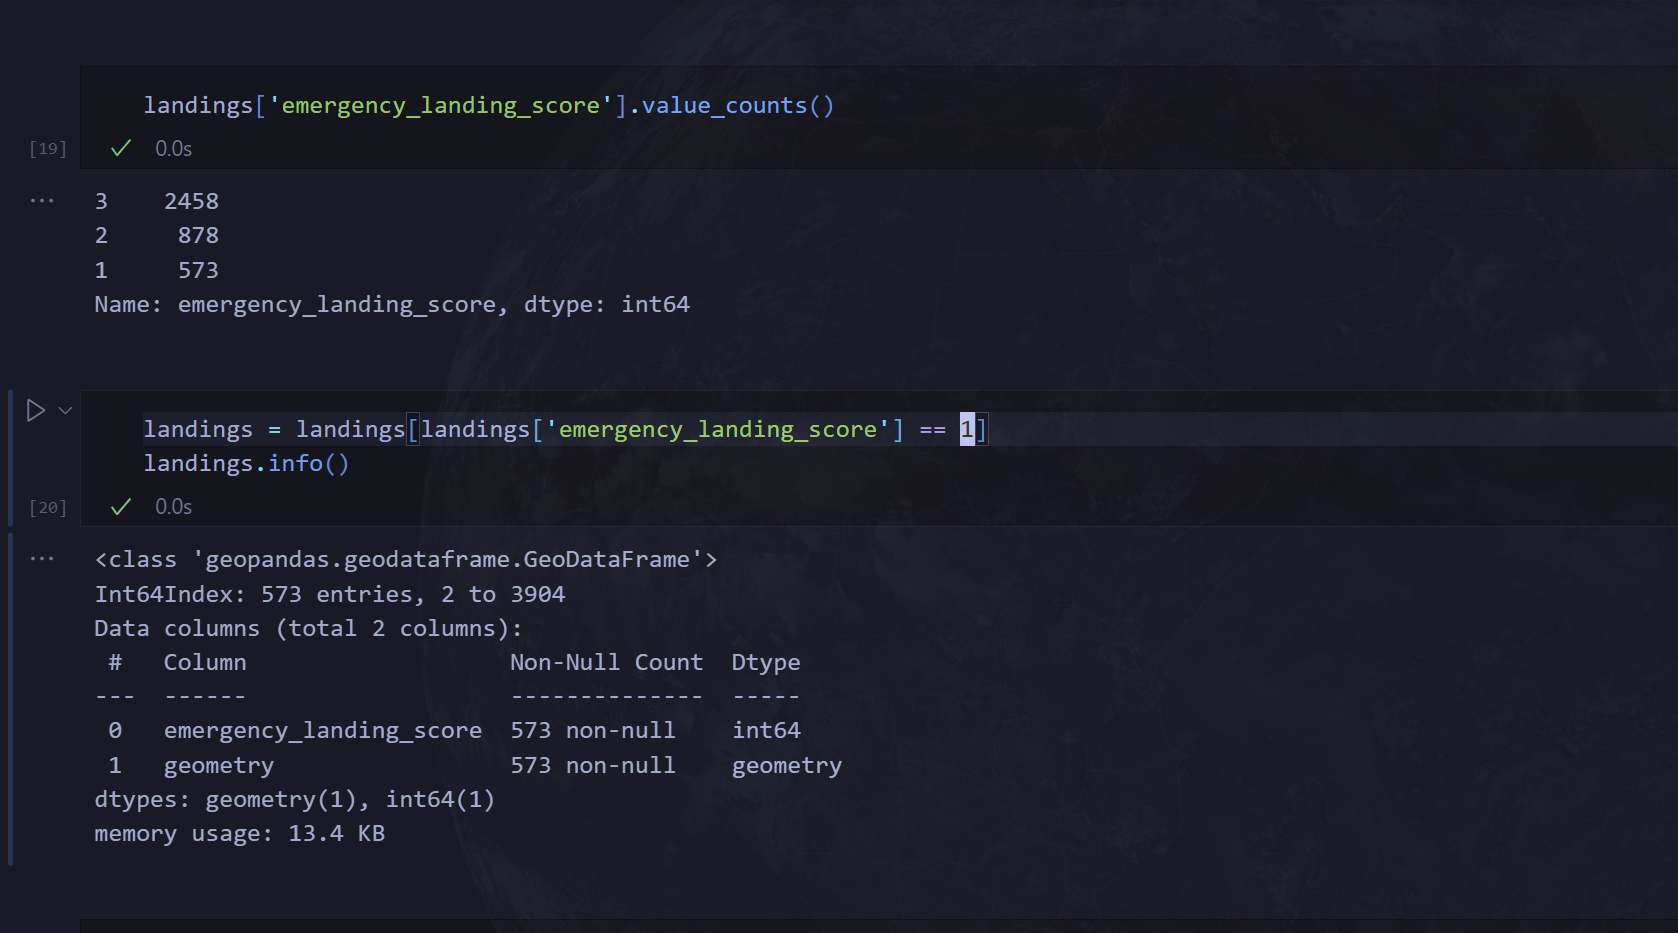 landings['emergency_landing_score'].value_counts()
[19] 0.0s
3 2458
2 878
1 573
Name: emergency_landing_score, dtype: int64
landings = landings[landings['emergency_landing_score'] == 1]
landings.info()
[20] 0.0s
<class 'geopandas.geodataframe.GeoDataFrame'>
Int64Index: 573 entries, 2 to 3904
Data columns (total 2 columns):
# Column Non-Null Count Dtype
--- ------ -------------- -----
0 emergency_landing_score 573 non-null int64
1 geometry 573 non-null geometry
dtypes: geometry(1), int64(1)
memory usage: 13.4 KB